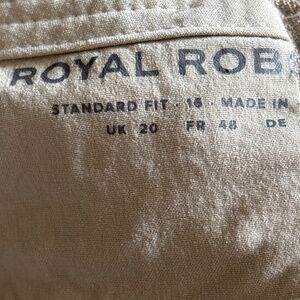 ROYAL ROB
STANDARD FIT · 16 · MADE IN
UK 20 FR 48 DE